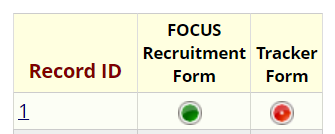 FOCUS
Recruitment Tracker
Record ID Form Form
1